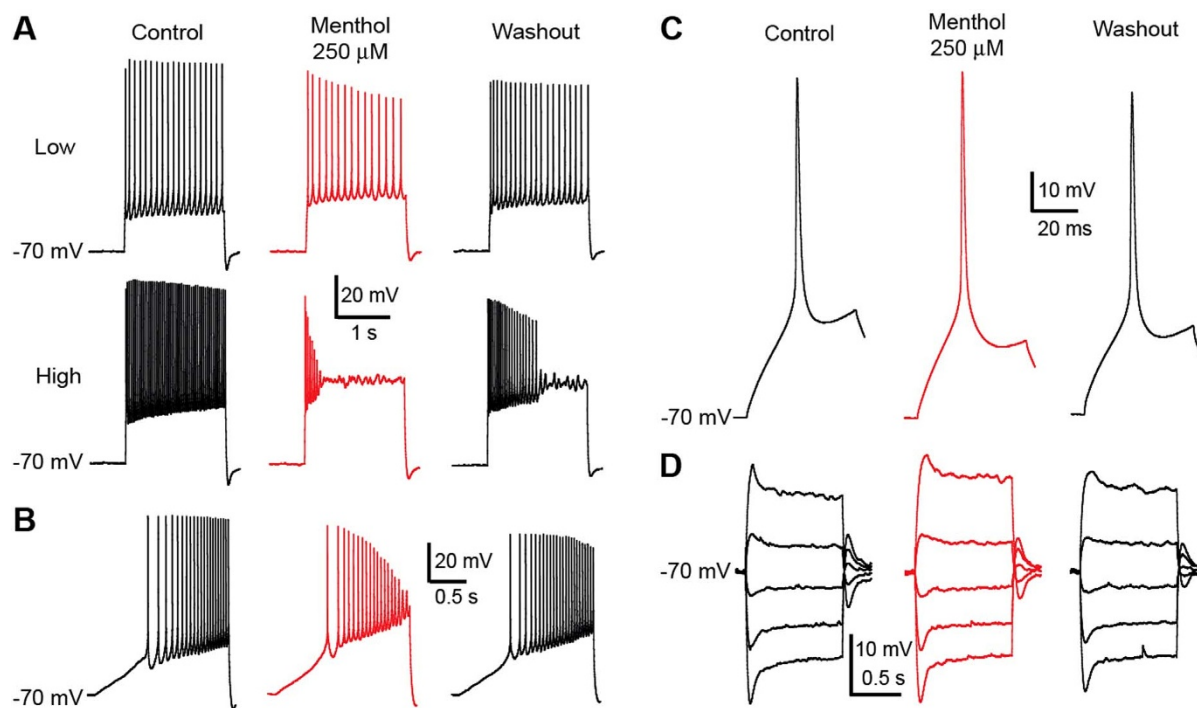 A
Control
Menthol
250 µM
Washout
Low
-70 mV
20 mV
1 s
High
-70 mV
B
20 mV
0.5 s
-70 mV
C
Control
Menthol
250 µM
Washout
10 mV
20 ms
-70 mV
D
-70 mV
10 mV
0.5 s